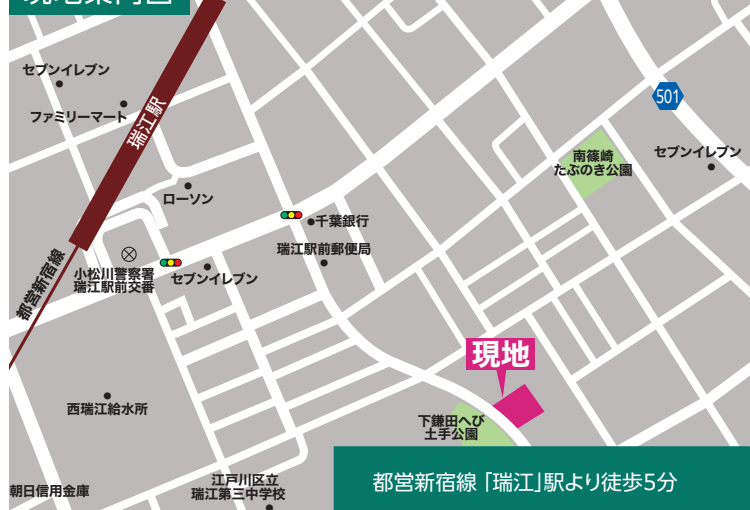 現地案内図
セブンイレブン
ファミリーマート
瑞江駅
501
南篠崎
たぶのき公園
セブンイレブン
ローソン
千葉銀行
瑞江駅前郵便局
都営新宿線
小松川警察署
瑞江駅前交番
セブンイレブン
現地
西瑞江給水所
下鎌田へび
土手公園
朝日信用金庫
江戸川区立
瑞江第三中学校
都営新宿線「瑞江」駅より徒歩5分